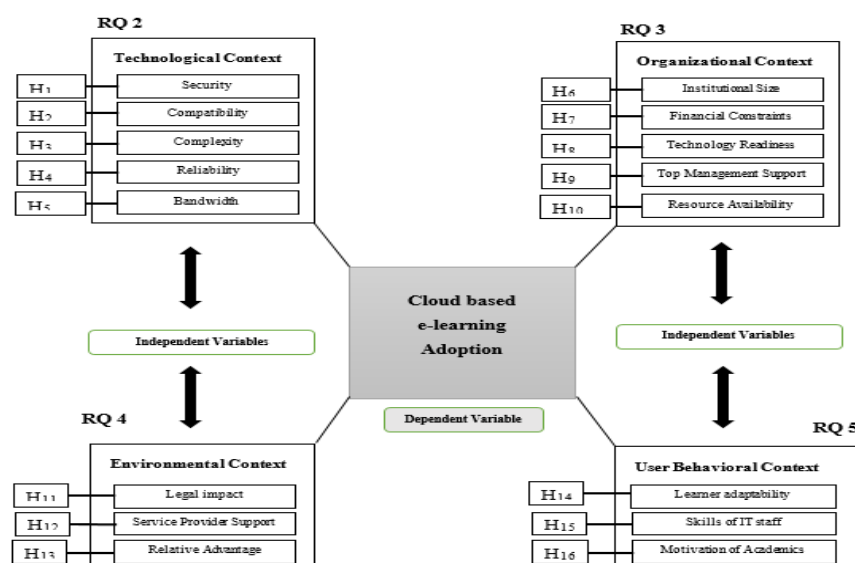 RQ 2
Technological Context
H1 Security
H2 Compatibility
H3 Complexity
H4 Reliability
H5 Bandwidth
RQ 3
Organizational Context
H6 Institutional Size
H7 Financial Constraints
H8 Technology Readiness
H9 Top Management Support
H10 Resource Availability
Cloud based
e-learning
Adoption
Independent Variables
Independent Variables
Dependent Variable
RQ 4
Environmental Context
H11 Legal impact
H12 Service Provider Support
H13 Relative Advantage
RQ 5
User Behavioral Context
H14 Learner adaptability
H15 Skills of IT staff
H16 Motivation of Academics